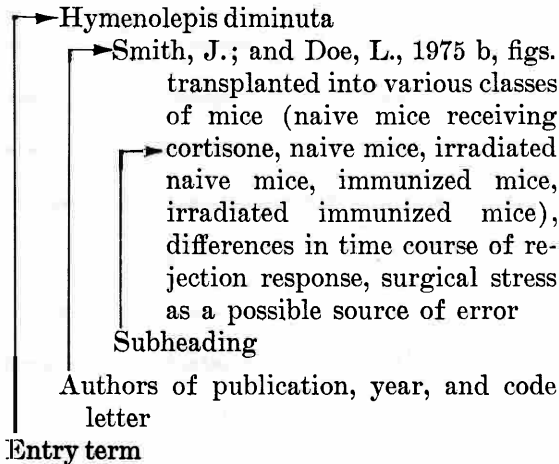 Hymenolepis diminuta
Smith, J.; and Doe, L., 1975 b, figs.
transplanted into various classes
of mice (naive mice receiving
cortisone, naive mice, irradiated
naive mice, immunized mice,
irradiated immunized mice),
differences in time course of re-
jection response, surgical stress
as a possible source of error
Subheading
Authors of publication, year, and code
letter
Entry term